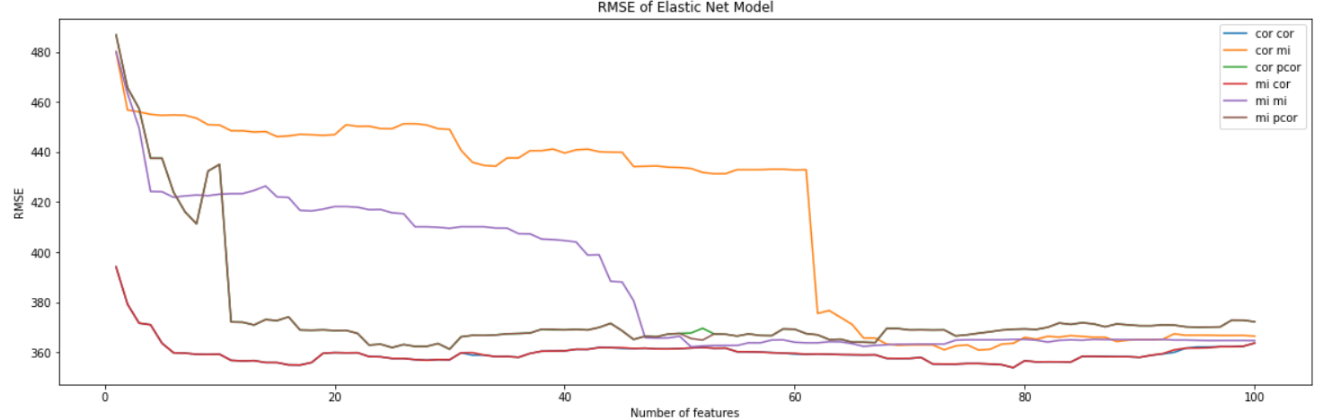 RMSE of Elastic Net Model
cor cor
cor mi
cor pcor
mi cor
mi mi
mi pcor
480
460
440
420
400
380
360
RMSE
0 20 40 60 80 100
Number of features